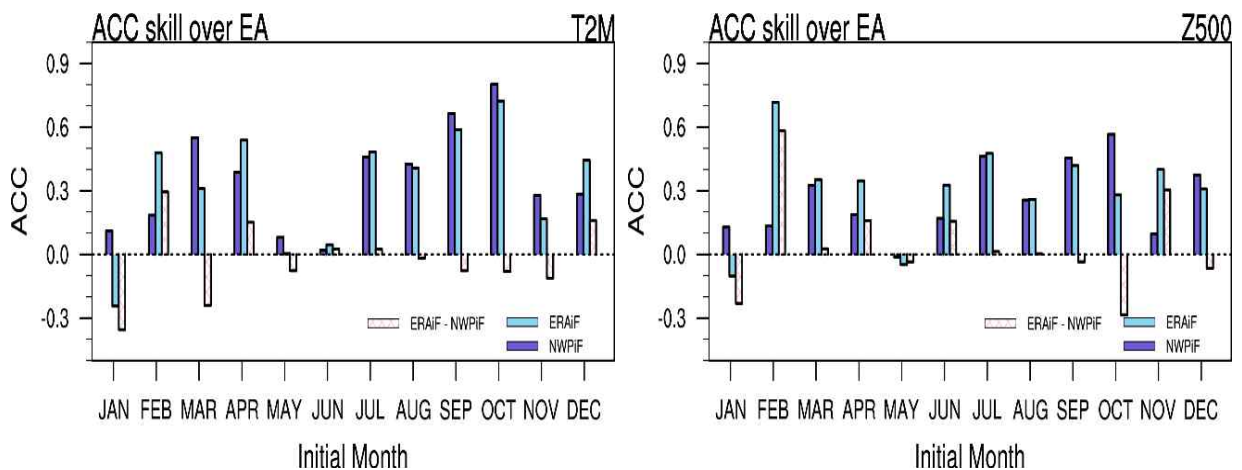 ACC skill over EA T2M
0.9
0.6
0.3
0.0
-0.3
ACC
ERAiF - NWPiF ERAiF
NWPiF
JAN FEB MAR APR MAY JUN JUL AUG SEP OCT NOV DEC
Initial Month
ACC skill over EA Z500
0.9
0.6
0.3
0.0
-0.3
ACC
ERAiF - NWPiF ERAiF
NWPiF
JAN FEB MAR APR MAY JUN JUL AUG SEP OCT NOV DEC
Initial Month